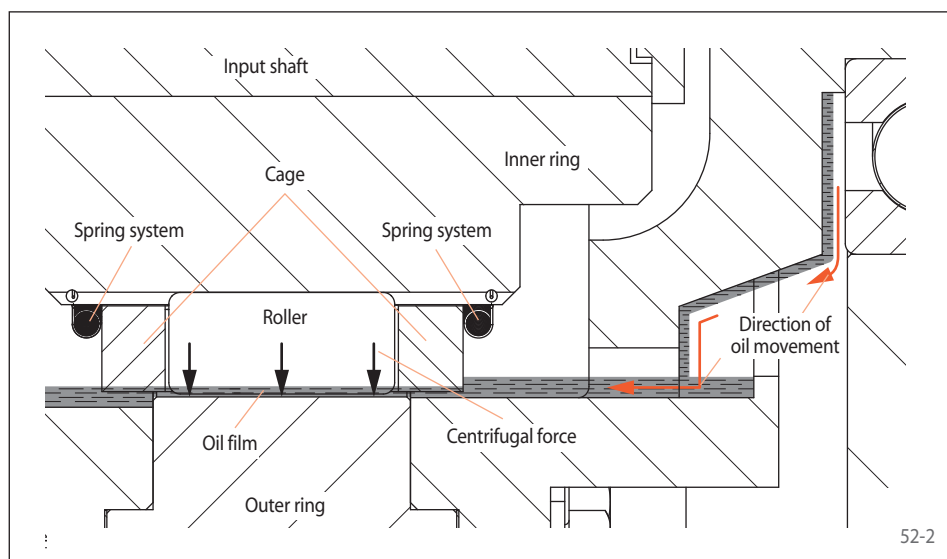 Input shaft
Inner ring
Cage
Spring system
Spring system
Roller
Direction of
oil movement
Oil film
Centrifugal force
Outer ring
52-2